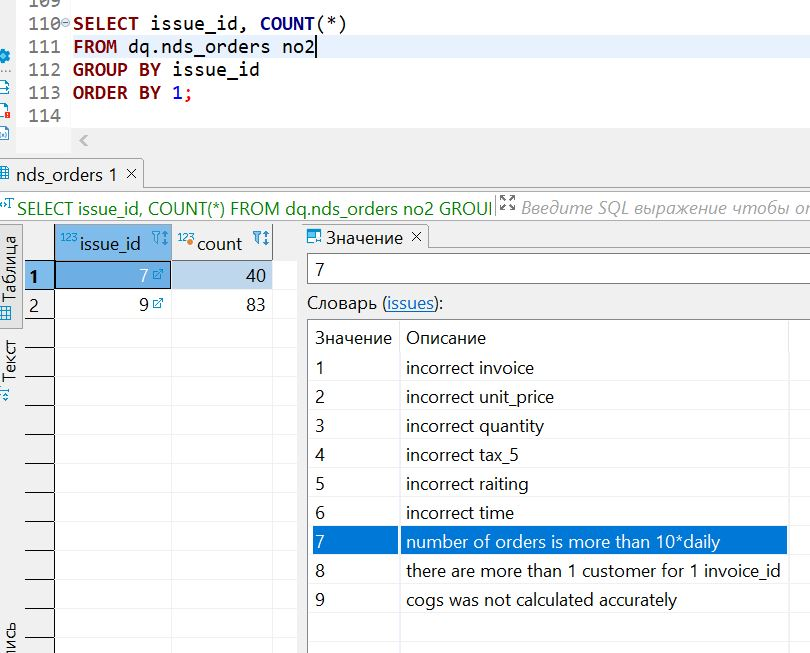 109
110 SELECT issue_id, COUNT(*)
111 FROM dq.nds_orders no2
112 GROUP BY issue_id
113 ORDER BY 1;
114
nds_orders 1
SELECT issue_id, COUNT(*) FROM dq.nds_orders no2 GROUI Введите SQL выражение чтобы от
Таблица
Текст
123 issue_id 123 count
1 7 40
2 9 83
Значение
7
Словарь (issues):
Значение Описание
1 incorrect invoice
2 incorrect unit_price
3 incorrect quantity
4 incorrect tax_5
5 incorrect raiting
6 incorrect time
7 number of orders is more than 10*daily
8 there are more than 1 customer for 1 invoice_id
9 cogs was not calculated accurately